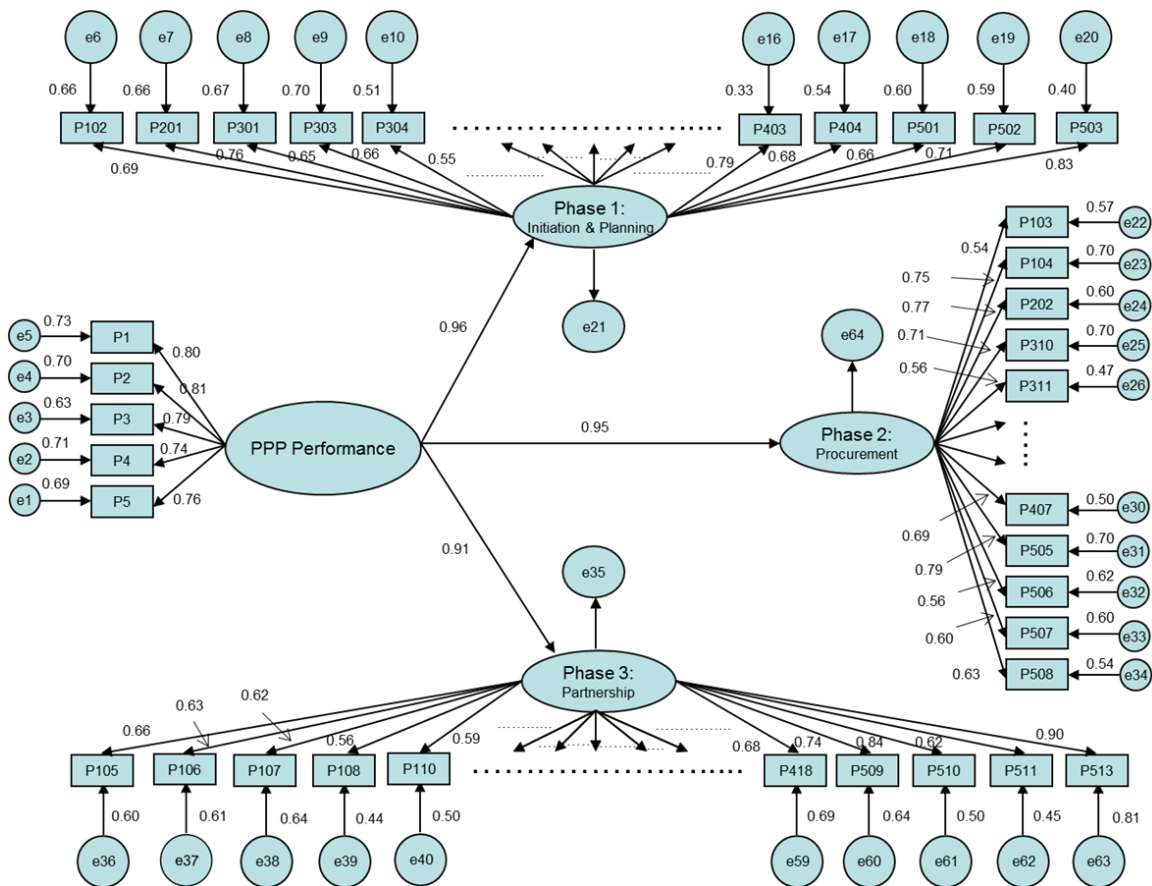 e6 e7 e8 e9 e10 e16 e17 e18 e19 e20
0.66 0.66 0.67 0.70 0.51 0.33 0.54 0.60 0.59 0.40
P102 P201 P301 P303 P304 P403 P404 P501 P502 P503
0.69 0.76 0.65 0.66 0.55 0.79 0.68 0.66 0.71 0.83
Phase 1:
Initiation & Planning
e21
0.96
e5 0.73 P1 0.80
e4 0.70 P2 0.81
e3 0.63 P3 0.79
e2 0.71 P4 0.74
e1 0.69 P5 0.76
PPP Performance
0.95
e64
Phase 2:
Procurement
0.54 P103 0.57 e22
0.75 P104 0.70 e23
0.77 P202 0.60 e24
0.71 P310 0.70 e25
0.56 P311 0.47 e26
0.69 P407 0.50 e30
0.79 P505 0.70 e31
0.56 P506 0.62 e32
0.60 P507 0.60 e33
0.63 P508 0.54 e34
0.91
e35
Phase 3:
Partnership
0.66 0.63 0.62 0.56 0.59 0.68 0.74 0.84 0.62 0.90
P105 P106 P107 P108 P110 P418 P509 P510 P511 P513
0.60 0.61 0.64 0.44 0.50 0.69 0.64 0.50 0.45 0.81
e36 e37 e38 e39 e40 e59 e60 e61 e62 e63